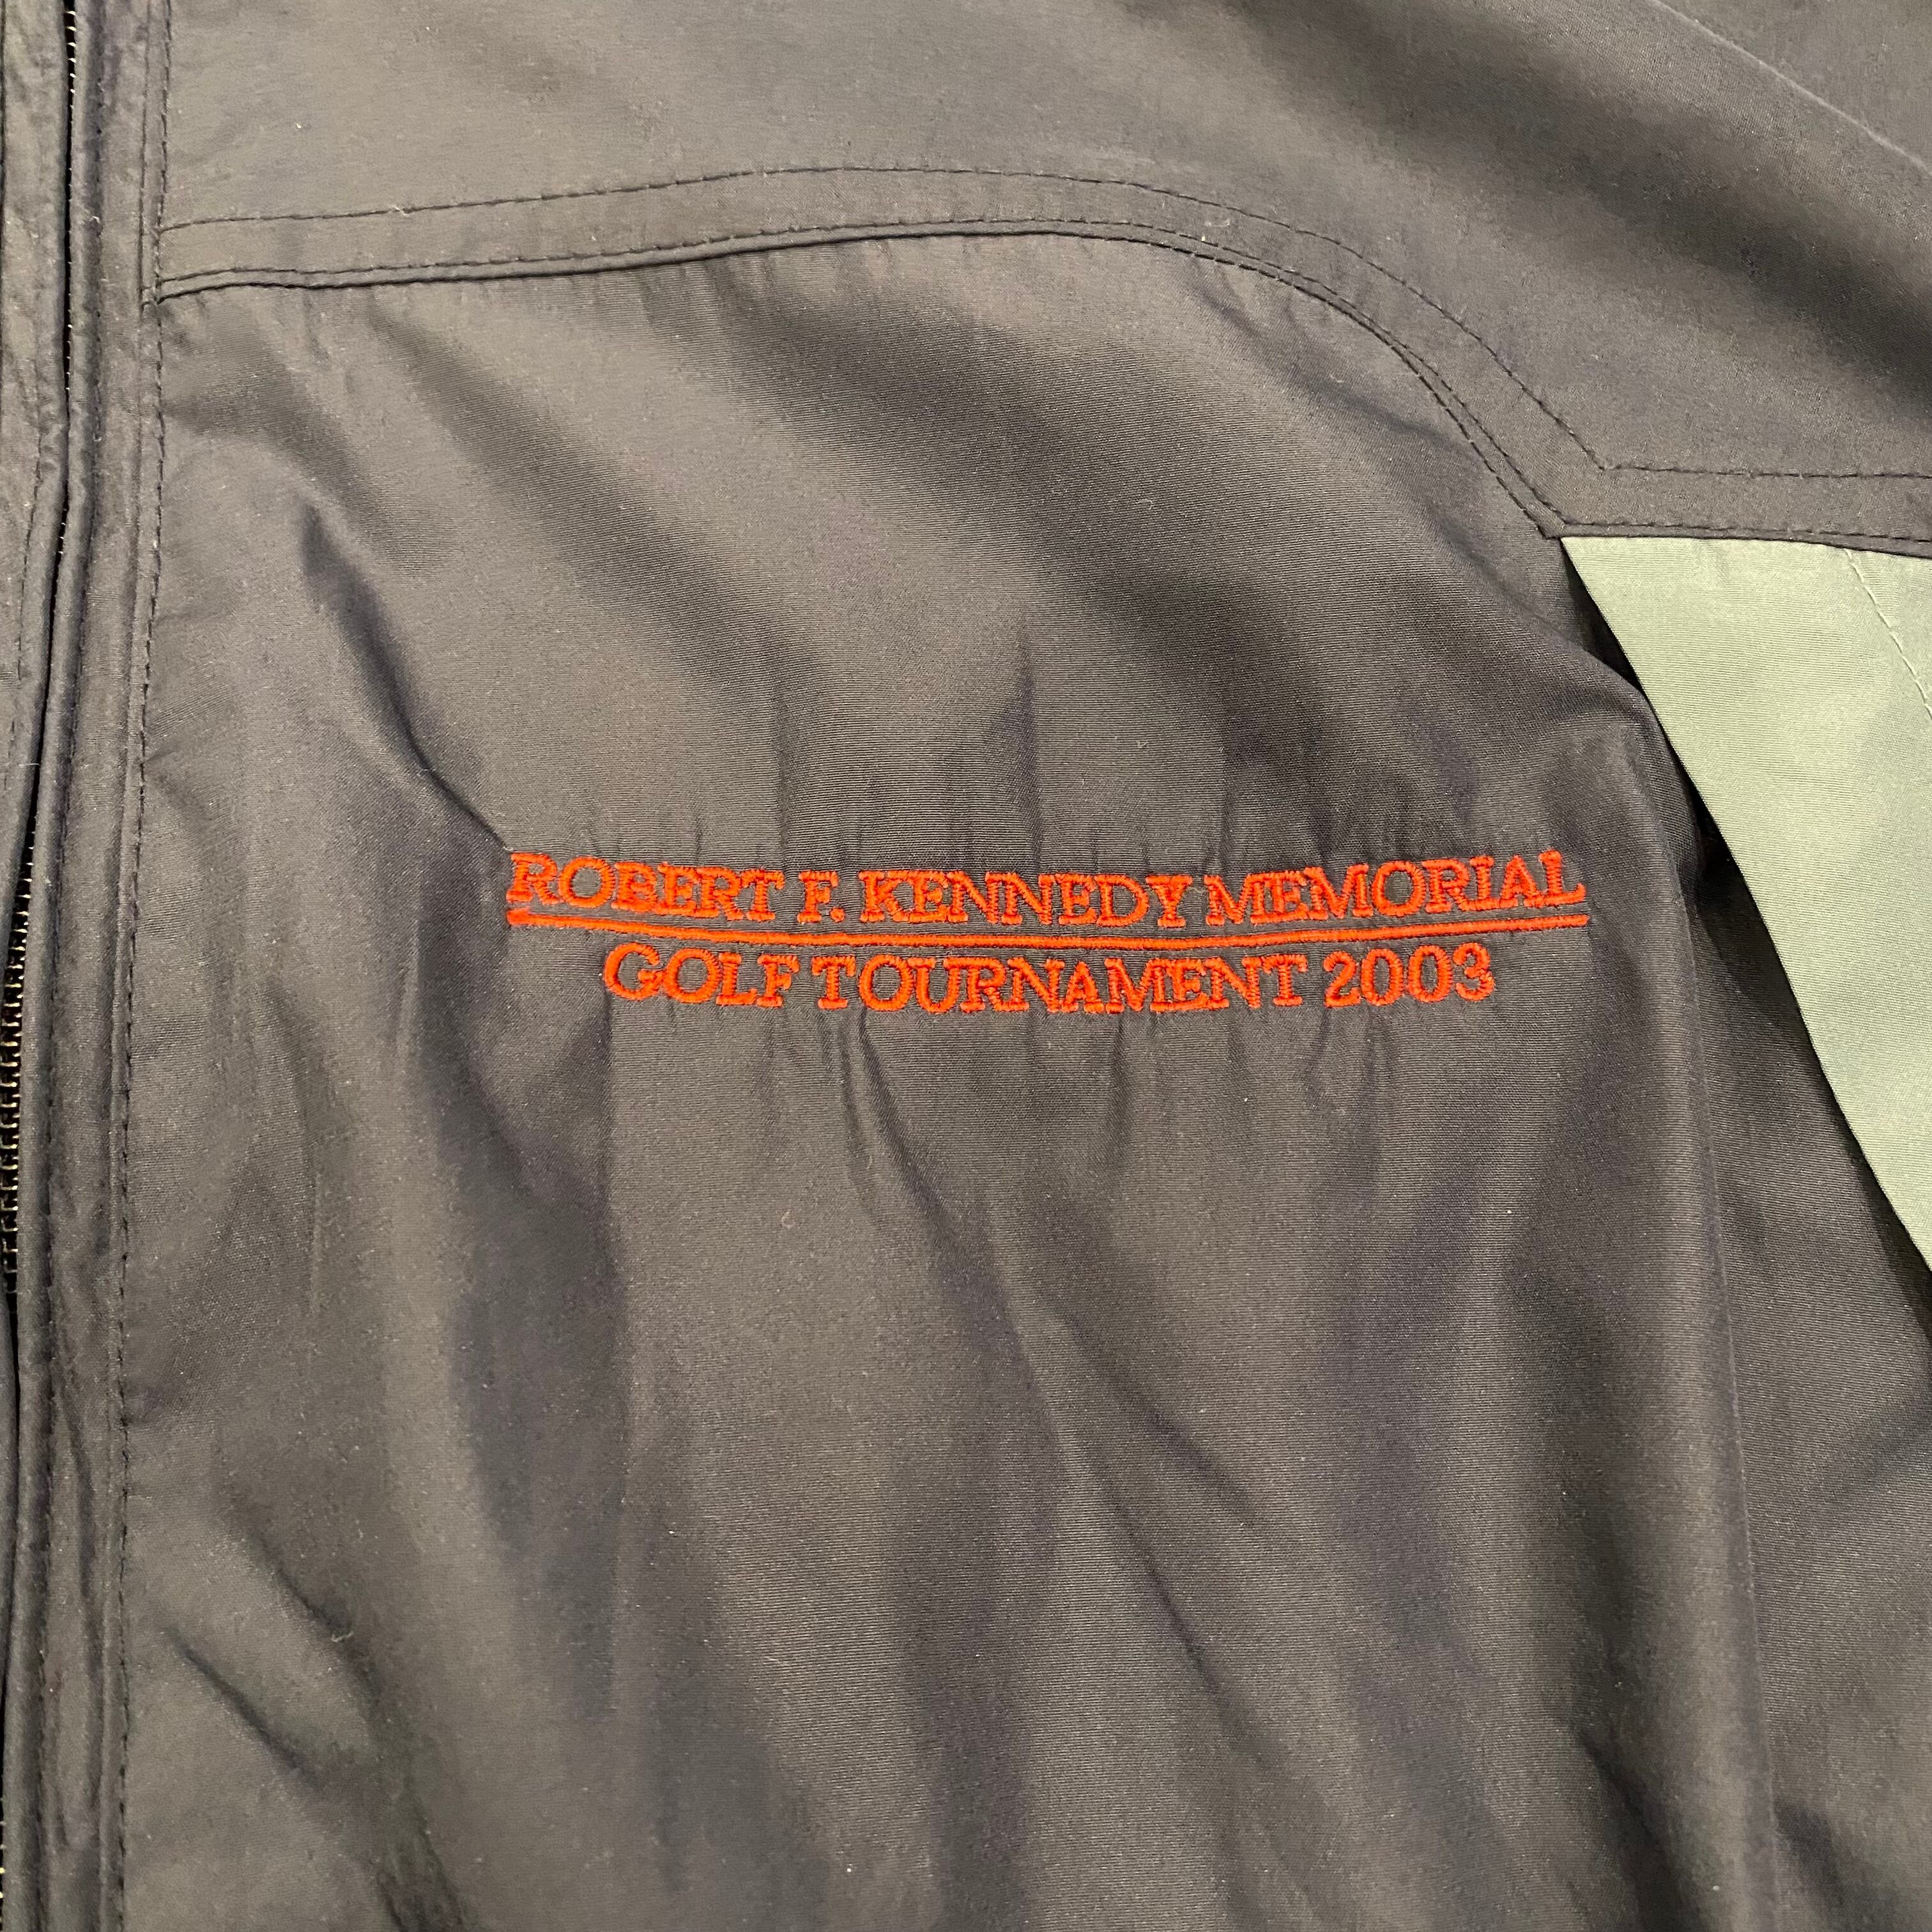 ROBERT F. KENNEDY MEMORIAL
GOLF TOURNAMENT 2003